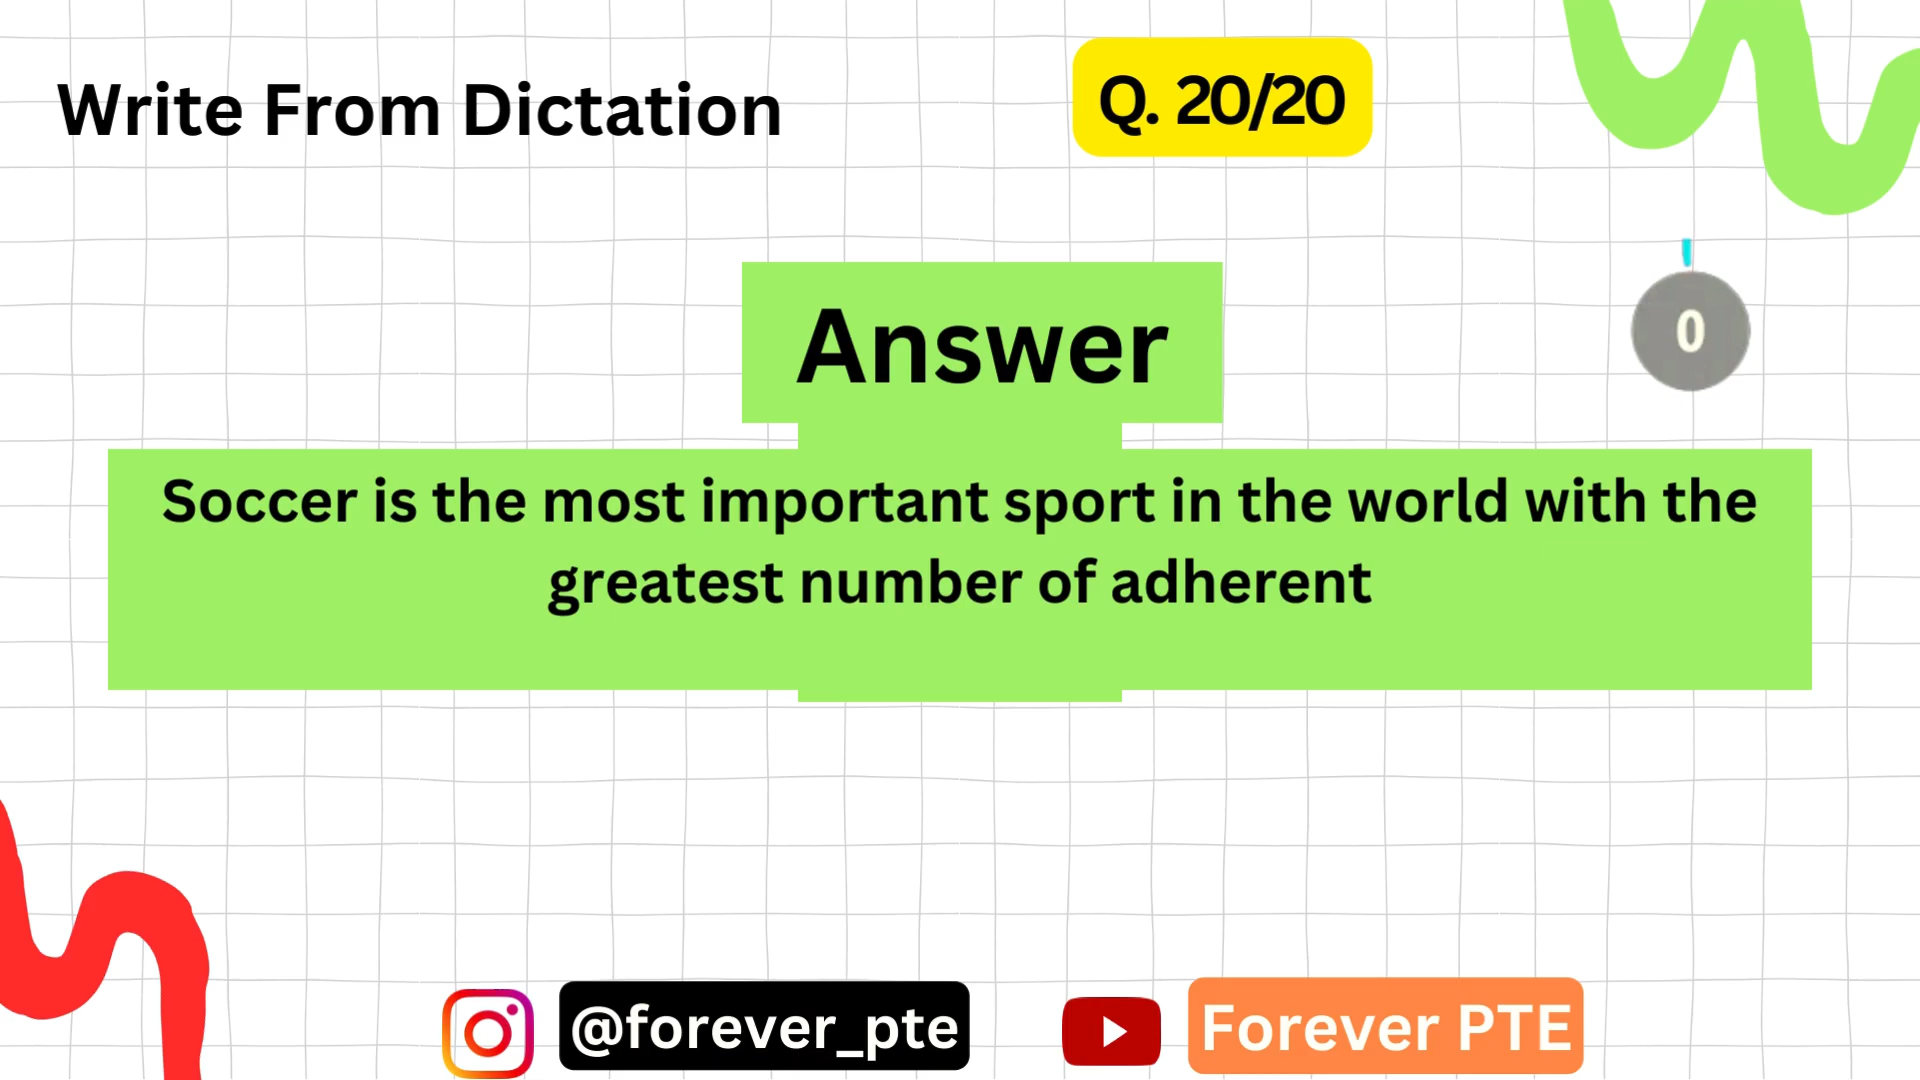 Write From Dictation
Q. 20/20
Answer
0
Soccer is the most important sport in the world with the
greatest number of adherent
@forever_pte
Forever PTE